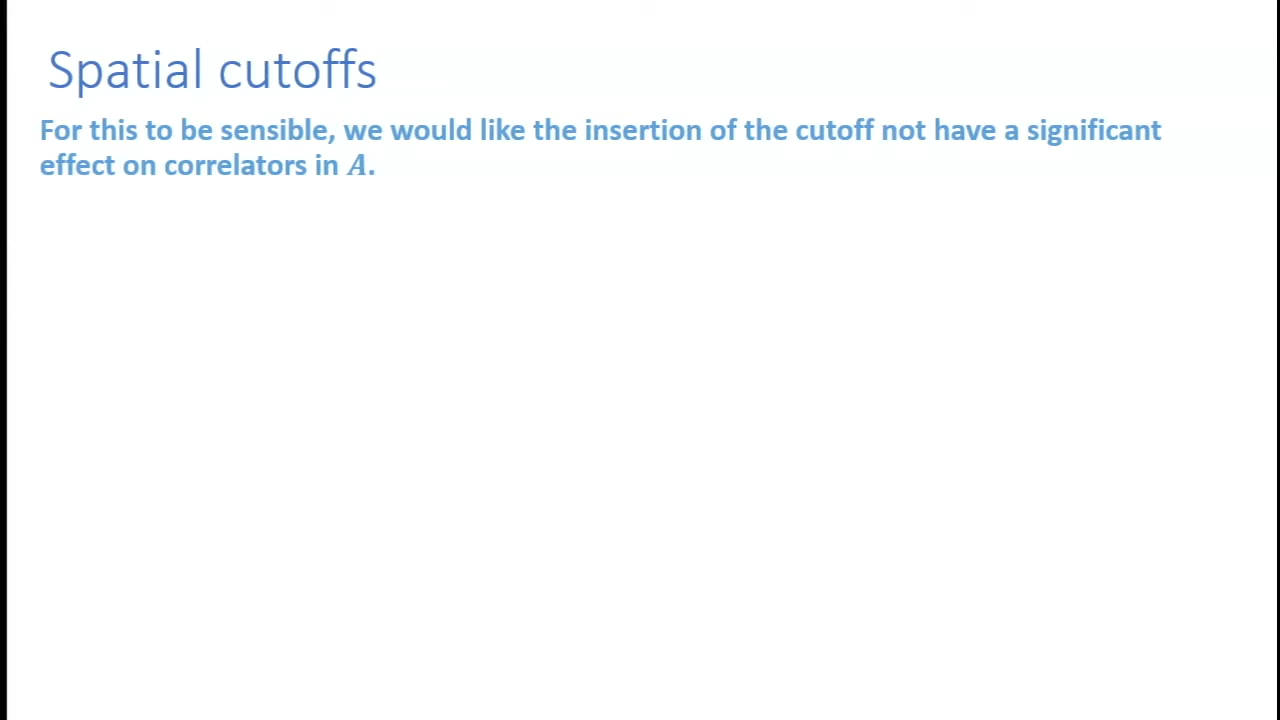 Spatial cutoffs
For this to be sensible, we would like the insertion of the cutoff not have a significant
effect on correlators in A.